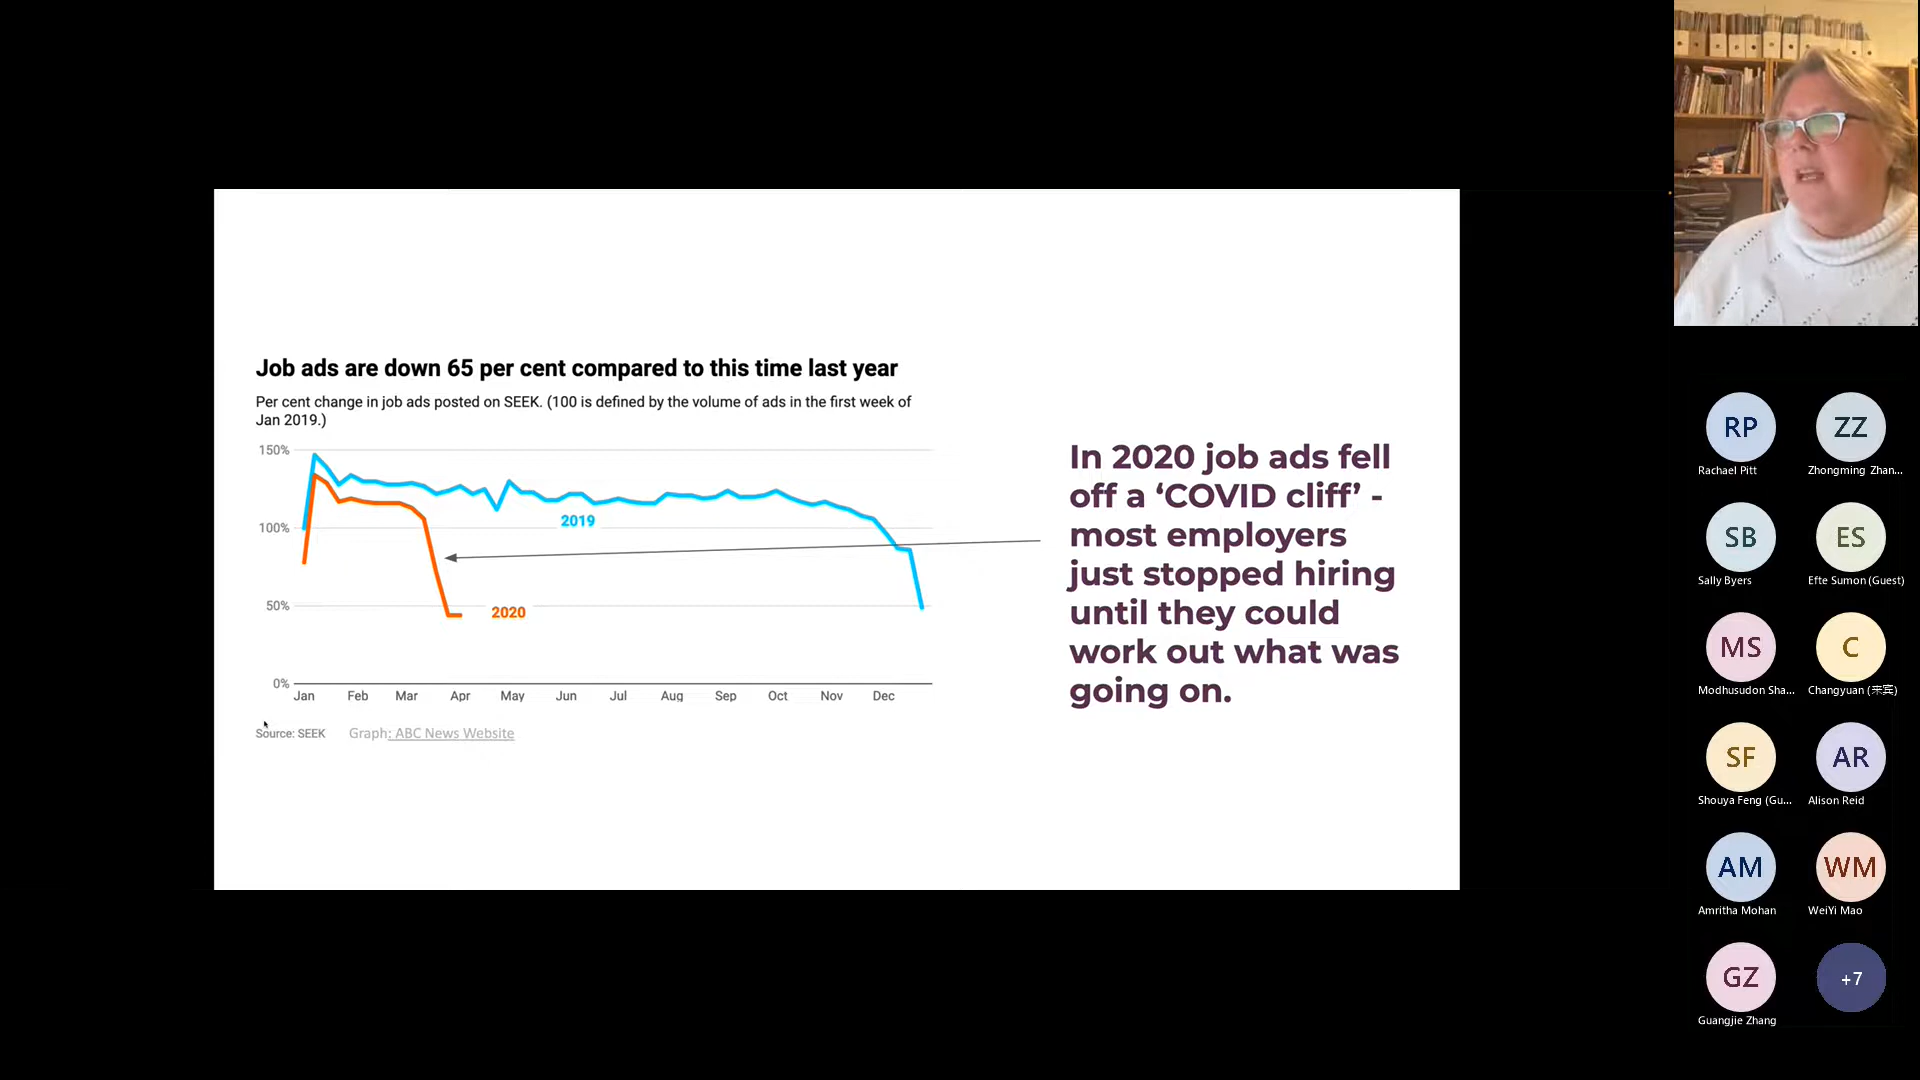 Job ads are down 65 per cent compared to this time last year
Per cent change in job ads posted on SEEK. (100 is defined by the volume of ads in the first week of
Jan 2019.)
150%
100%
50%
0%
2019
2020
Jan Feb Mar Apr May Jun Jul Aug Sep Oct Nov Dec
Source: SEEK Graph: ABC News Website
In 2020 job ads fell
off a ‘COVID cliff’ -
most employers
just stopped hiring
until they could
work out what was
going on.
RP ZZ
Rachael Pitt Zhongming Zhan...
SB ES
Sally Byers Efte Sumon (Guest)
MS C
Modhusudon Sha... Changyuan (来宾)
SF AR
Shouya Feng (Gu... Alison Reid
AM WM
Amritha Mohan WeiYi Mao
GZ +7
Guangjie Zhang